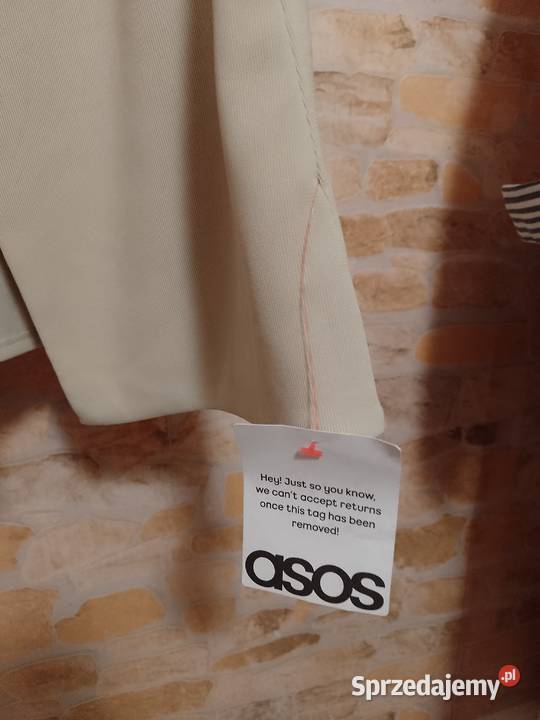 Hey! Just so you know,
we can't accept returns
once this tag has been
removed!
asos
Sprzedajemy.pl